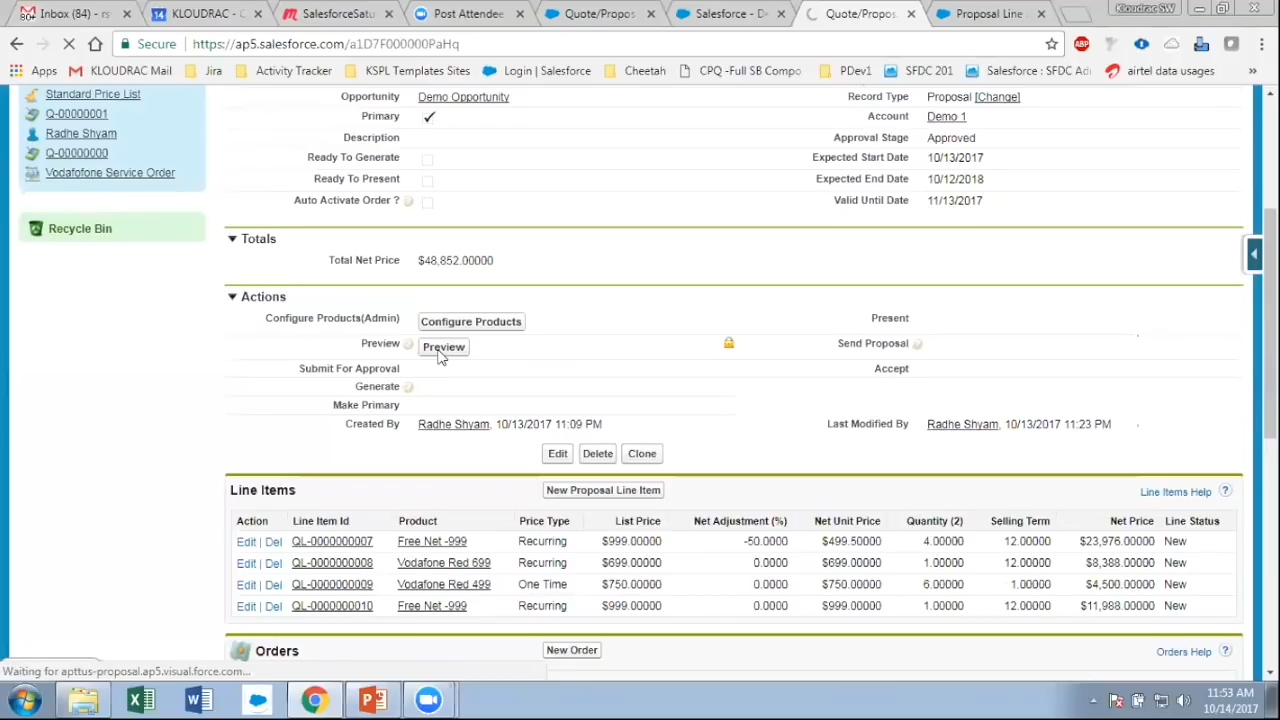 80+ Inbox (84) - rs
14 KLOUDRAC - C
SalesforceSatu
Post Attendee
Quote/Propos
Salesforce - D
Quote/Propos
Proposal Line
Kloudrac SW
Secure https://ap5.salesforce.com/a1D7F000000PaHq ABP
Apps KLOUDRAC Mail Jira Activity Tracker KSPL Templates Sites Login | Salesforce Cheetah CPQ -Full SB Compo PDev1 SFDC 201 Salesforce : SFDC Adi airtel data usages »
Standard Price List
Q-00000001
Radhe Shyam
Q-00000000
Vodafofone Service Order
Recycle Bin
Opportunity Demo Opportunity Record Type Proposal [Change]
Primary Account Demo 1
Description Approval Stage Approved
Ready To Generate Expected Start Date 10/13/2017
Ready To Present Expected End Date 10/12/2018
Auto Activate Order ? Valid Until Date 11/13/2017
Totals
Total Net Price $48,852.00000
Actions
Configure Products(Admin) Configure Products Present
Preview Preview Send Proposal
Submit For Approval Accept
Generate
Make Primary
Created By Radhe Shyam, 10/13/2017 11:09 PM Last Modified By Radhe Shyam, 10/13/2017 11:23 PM
Edit Delete Clone
Line Items New Proposal Line Item Line Items Help ?
Action Line Item Id Product Price Type List Price Net Adjustment (%) Net Unit Price Quantity (2) Selling Term Net Price Line Status
Edit | Del QL-0000000007 Free Net -999 Recurring $999.00000 -50.0000 $499.50000 4.00000 12.00000 $23,976.00000 New
Edit | Del QL-0000000008 Vodafone Red 699 Recurring $699.00000 0.0000 $699.00000 1.00000 12.00000 $8,388.00000 New
Edit | Del QL-0000000009 Vodafone Red 499 One Time $750.00000 0.0000 $750.00000 6.00000 1.00000 $4,500.00000 New
Edit | Del QL-0000000010 Free Net -999 Recurring $999.00000 0.0000 $999.00000 1.00000 12.00000 $11,988.00000 New
Orders New Order Orders Help ?
Waiting for apttus-proposal.ap5.visual.force.com...
11:53 AM
10/14/2017